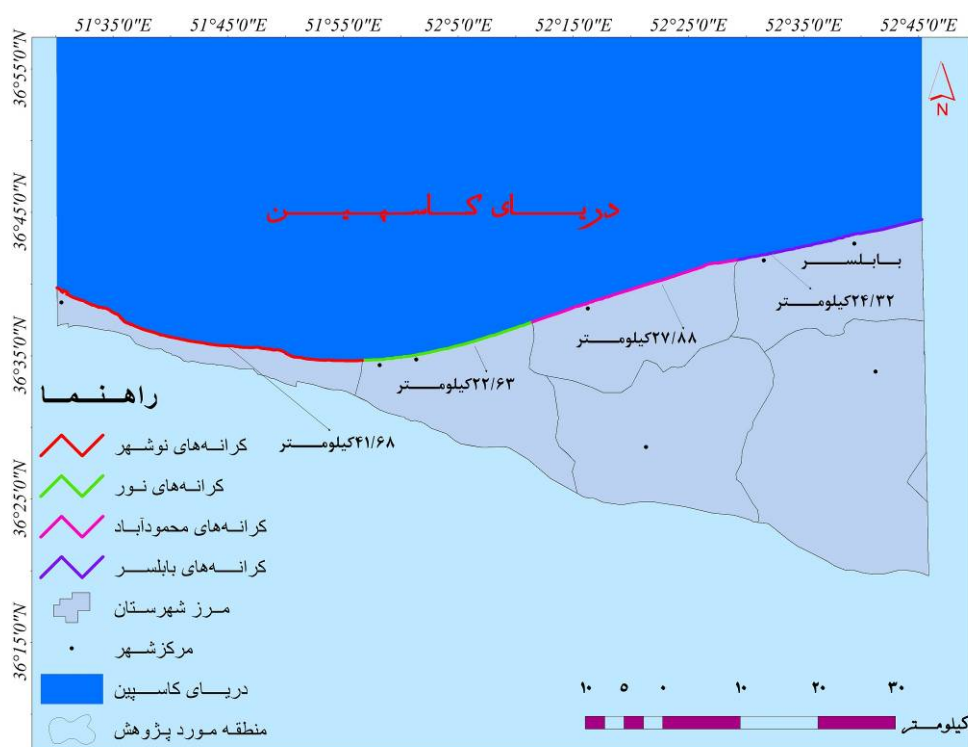 51°35'0"E 51°45'0"E 51°55'0"E 52°5'0"E 52°15'0"E 52°25'0"E 52°35'0"E 52°45'0"E
36°55'0"N
36°45'0"N
36°35'0"N
36°25'0"N
36°15'0"N
N
دریای کاسپین
بابلسر
۲۴/۳۲کیلومتر
۲۷/۸۸کیلومتر
۲۲/۶۳کیلومتر
۴۱/۶۸کیلومتر
راهنما
کرانه‌های نوشهر
کرانه‌های نور
کرانه‌های محمودآباد
کرانه‌های بابلسر
مرز شهرستان
مرکزشهر
دریای کاسپین
منطقه مورد پژوهش
۱۰ ۵ ۰ ۱۰ ۲۰ ۳۰
کیلومتر